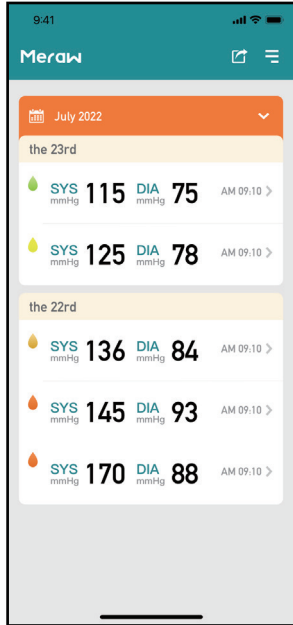 9:41
Meraw
July 2022
the 23rd
SYS mmHg 115 DIA mmHg 75 AM 09:10
SYS mmHg 125 DIA mmHg 78 AM 09:10
the 22rd
SYS mmHg 136 DIA mmHg 84 AM 09:10
SYS mmHg 145 DIA mmHg 93 AM 09:10
SYS mmHg 170 DIA mmHg 88 AM 09:10